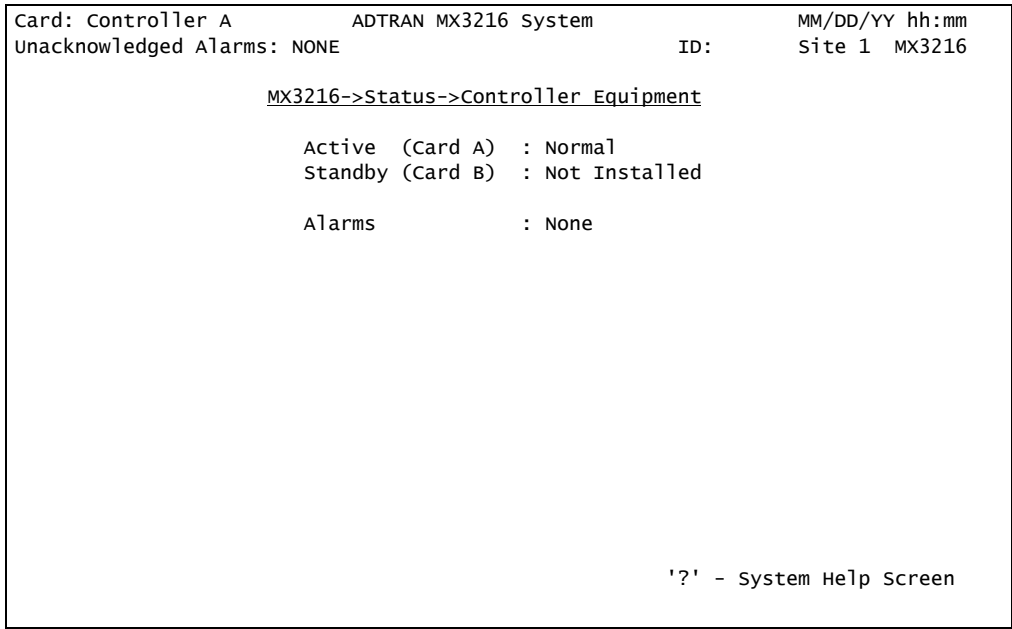 Card: Controller A ADTRAN MX3216 System MM/DD/YY hh:mm
Unacknowledged Alarms: NONE ID: Site 1 MX3216
MX3216->Status->Controller Equipment
Active (Card A) : Normal
Standby (Card B) : Not Installed
Alarms : None
'?' - System Help Screen